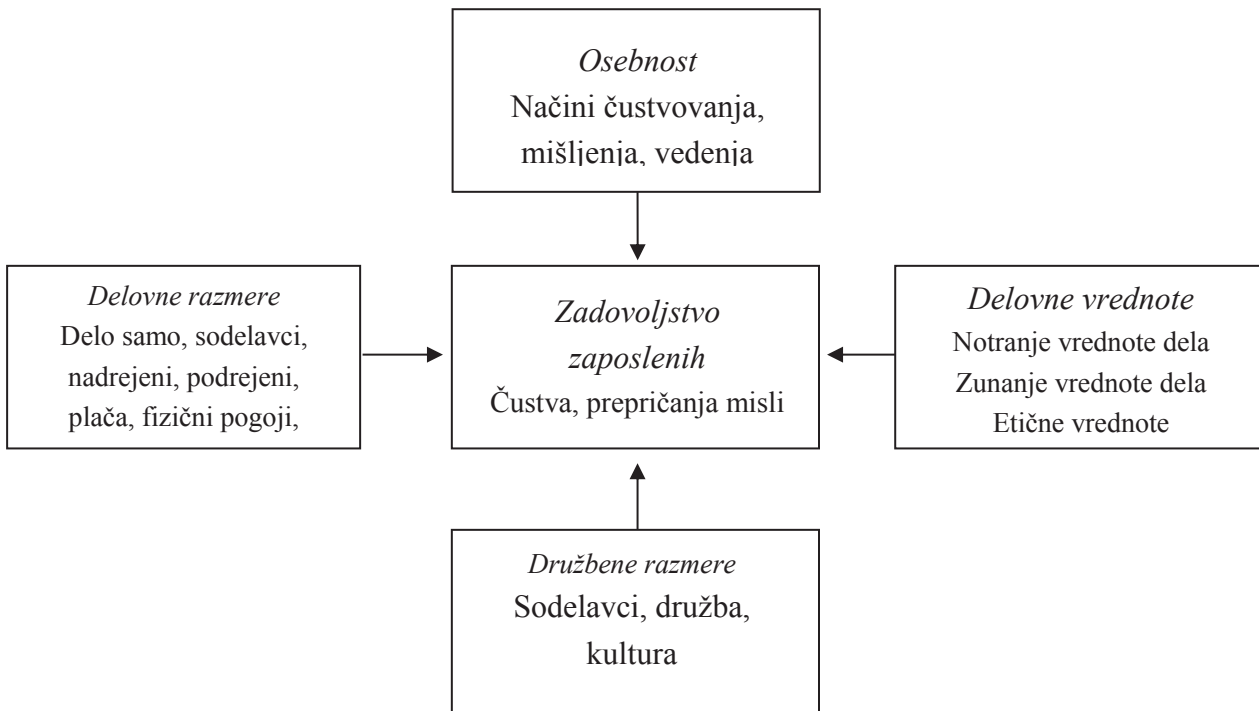 Osebnost
Načini čustvovanja,
mišljenja, vedenja
Delovne razmere
Delo samo, sodelavci,
nadrejeni, podrejeni,
plača, fizični pogoji,
Zadovoljstvo
zaposlenih
Čustva, prepričanja misli
Delovne vrednote
Notranje vrednote dela
Zunanje vrednote dela
Etične vrednote
Družbene razmere
Sodelavci, družba,
kultura